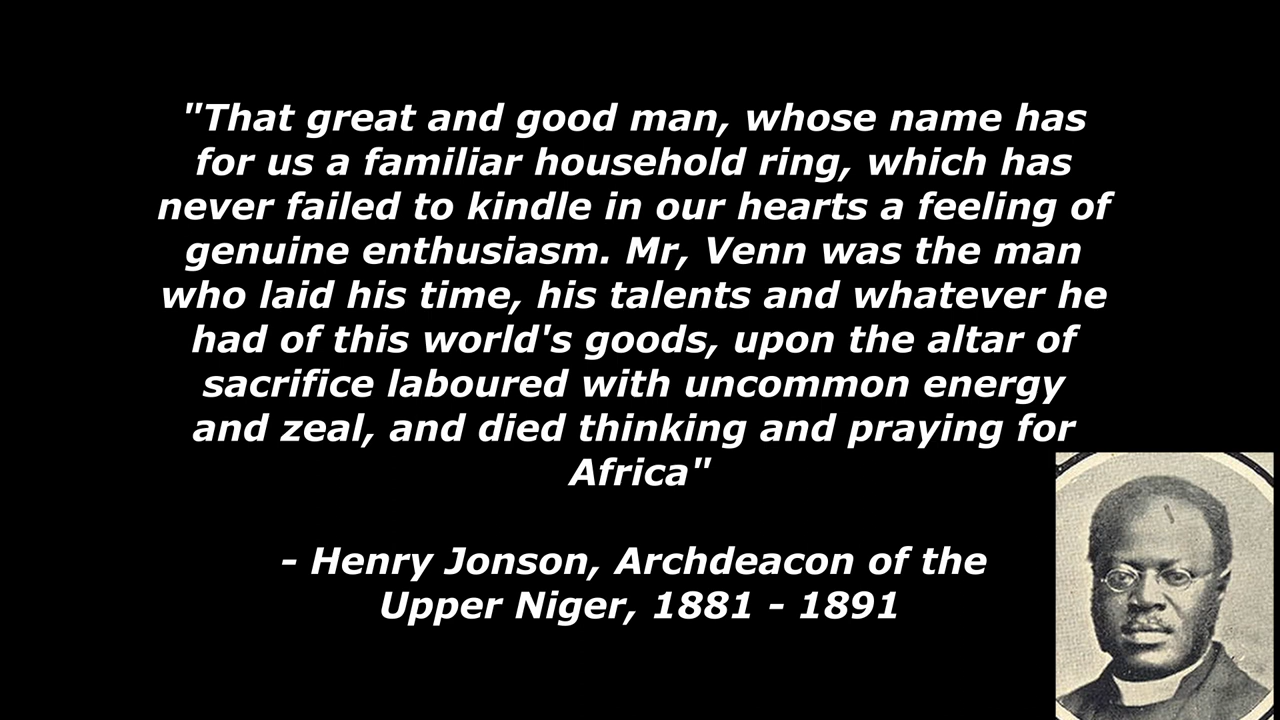 "That great and good man, whose name has
for us a familiar household ring, which has
never failed to kindle in our hearts a feeling of
genuine enthusiasm. Mr, Venn was the man
who laid his time, his talents and whatever he
had of this world's goods, upon the altar of
sacrifice laboured with uncommon energy
and zeal, and died thinking and praying for
Africa"
- Henry Jonson, Archdeacon of the
Upper Niger, 1881 - 1891